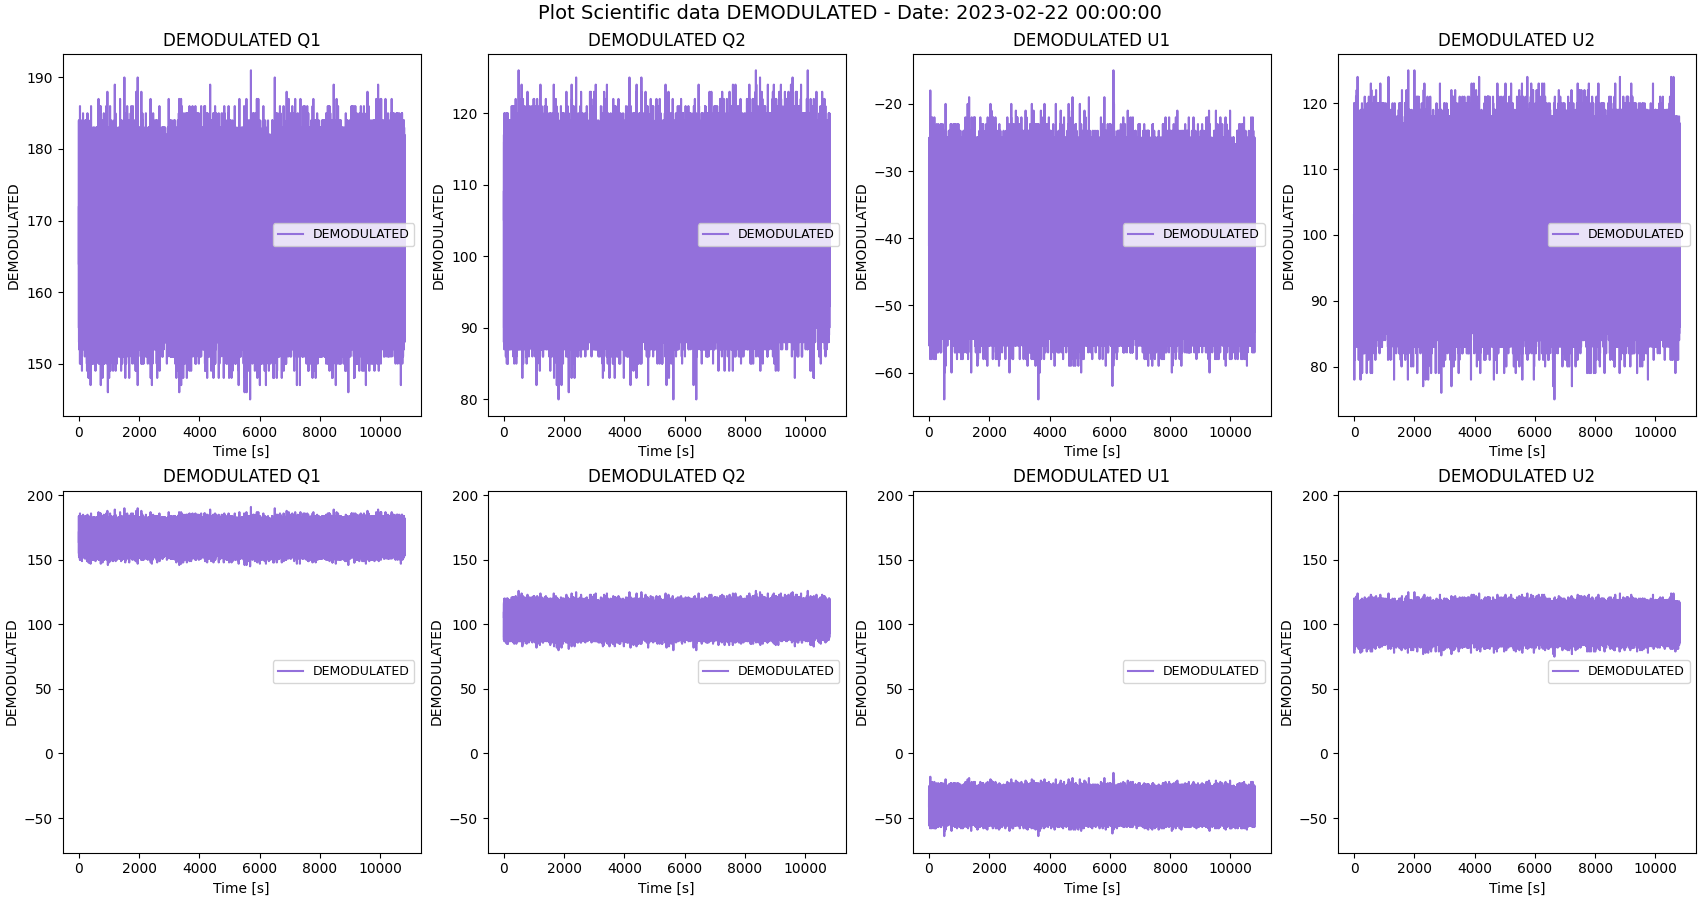 Plot Scientific data DEMODULATED - Date: 2023-02-22 00:00:00
DEMODULATED Q1
DEMODULATED
190
180
170
160
150
DEMODULATED
0 2000 4000 6000 8000 10000
Time [s]
DEMODULATED Q2
DEMODULATED
120
110
100
90
80
DEMODULATED
0 2000 4000 6000 8000 10000
Time [s]
DEMODULATED U1
DEMODULATED
−20
−30
−40
−50
−60
DEMODULATED
0 2000 4000 6000 8000 10000
Time [s]
DEMODULATED U2
DEMODULATED
120
110
100
90
80
DEMODULATED
0 2000 4000 6000 8000 10000
Time [s]
DEMODULATED Q1
DEMODULATED
200
150
100
50
0
−50
DEMODULATED
0 2000 4000 6000 8000 10000
Time [s]
DEMODULATED Q2
DEMODULATED
200
150
100
50
0
−50
DEMODULATED
0 2000 4000 6000 8000 10000
Time [s]
DEMODULATED U1
DEMODULATED
200
150
100
50
0
−50
DEMODULATED
0 2000 4000 6000 8000 10000
Time [s]
DEMODULATED U2
DEMODULATED
200
150
100
50
0
−50
DEMODULATED
0 2000 4000 6000 8000 10000
Time [s]